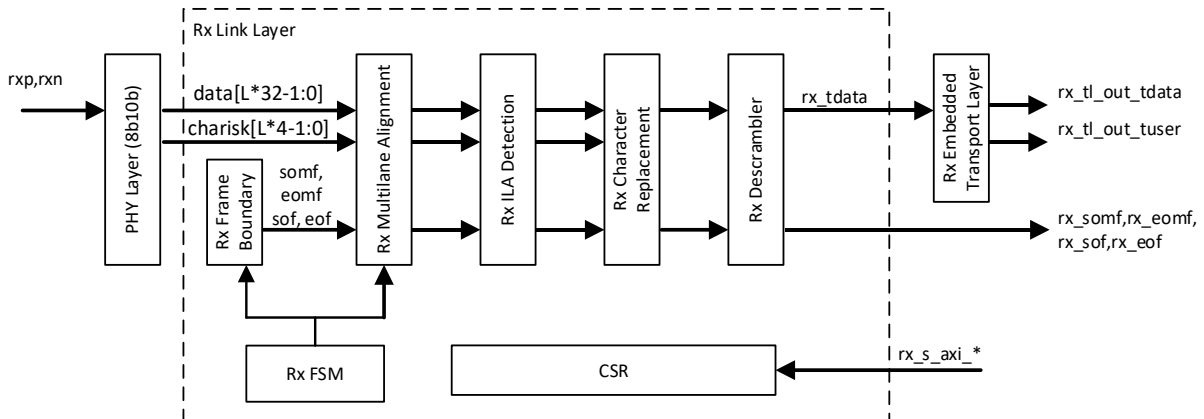 Rx Link Layer
rxp,rxn
PHY Layer (8b10b)
data[L*32-1:0]
charisk[L*4-1:0]
Rx Frame
Boundary
somf,
eomf
sof, eof
Rx Multilane Alignment
Rx ILA Detection
Rx Character
Replacement
Rx Descrambler
rx_tdata
Rx Embedded
Transport Layer
rx_tl_out_tdata
rx_tl_out_tuser
rx_somf,rx_eomf,
rx_sof,rx_eof
Rx FSM
CSR
rx_s_axi_*